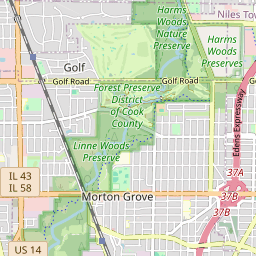 Harms
Woods
Nature
Preserve
Niles Tow
Harms
Woods
Preserves
Golf
Golf Road
Golf Road
Forest Preserve
District
of Cook
County
Edens Expressway
Linne Woods
Preserve
IL 43
IL 58
37A
Morton Grove
37B
37B
US 14